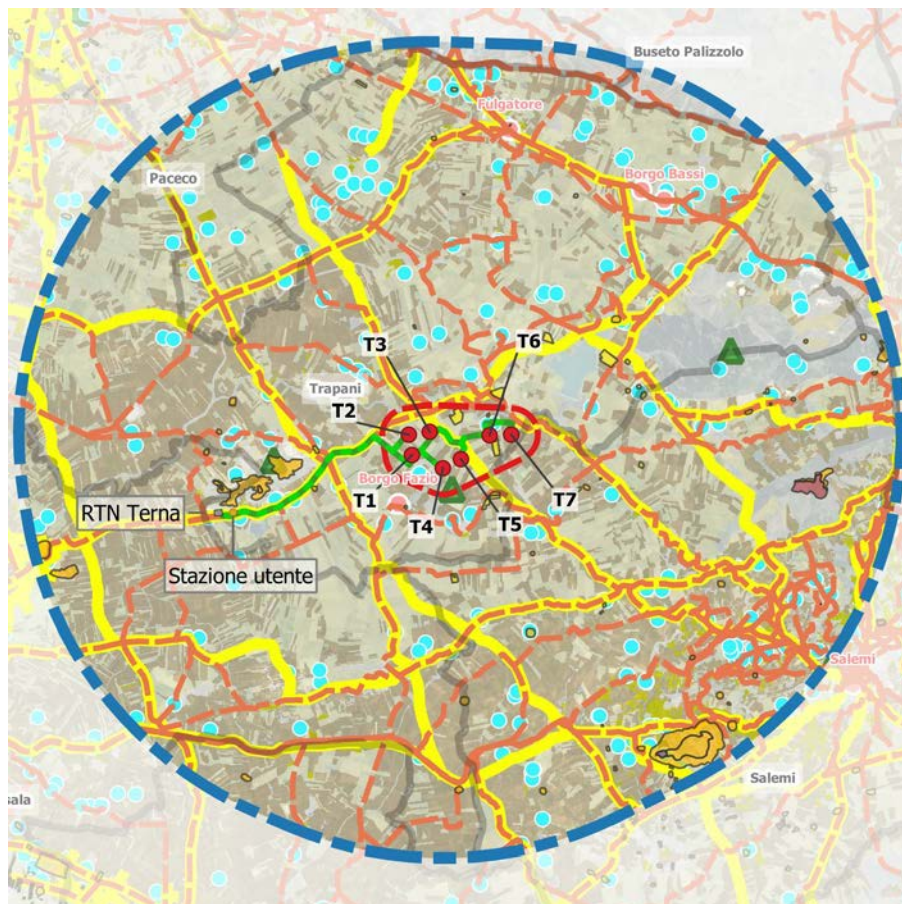 Buseto Palizzolo
Fulgatore
Paceco
Borgo Bassi
T3
T6
Trapani
T2
Borgo Fazio
T1
T4
T5
T7
RTN Terna
Stazione utente
Salemi
Salemi
sala